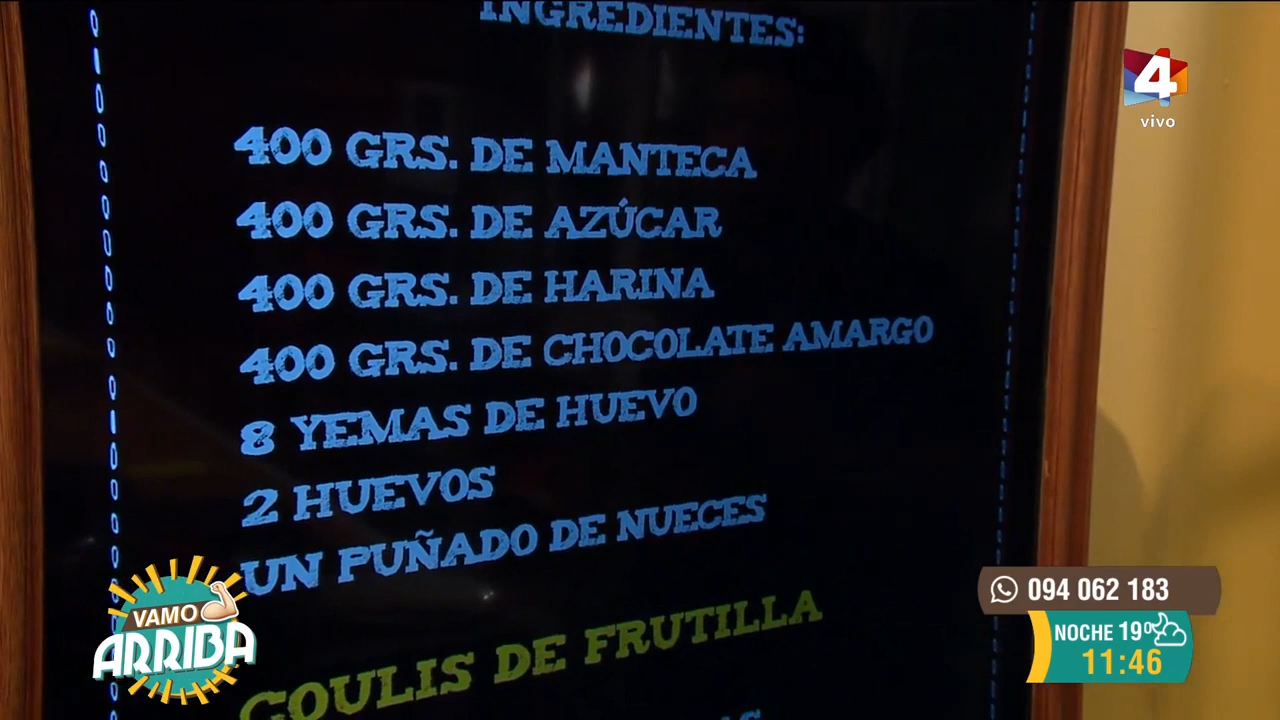 INGREDIENTES:
400 GRS. DE MANTECA
400 GRS. DE AZÚCAR
400 GRS. DE HARINA
400 GRS. DE CHOCOLATE AMARGO
8 YEMAS DE HUEVO
2 HUEVOS
UN PUÑADO DE NUECES
COULIS DE FRUTILLA
4
vivo
VAMO
ARRIBA
094 062 183
NOCHE 19º
11:46